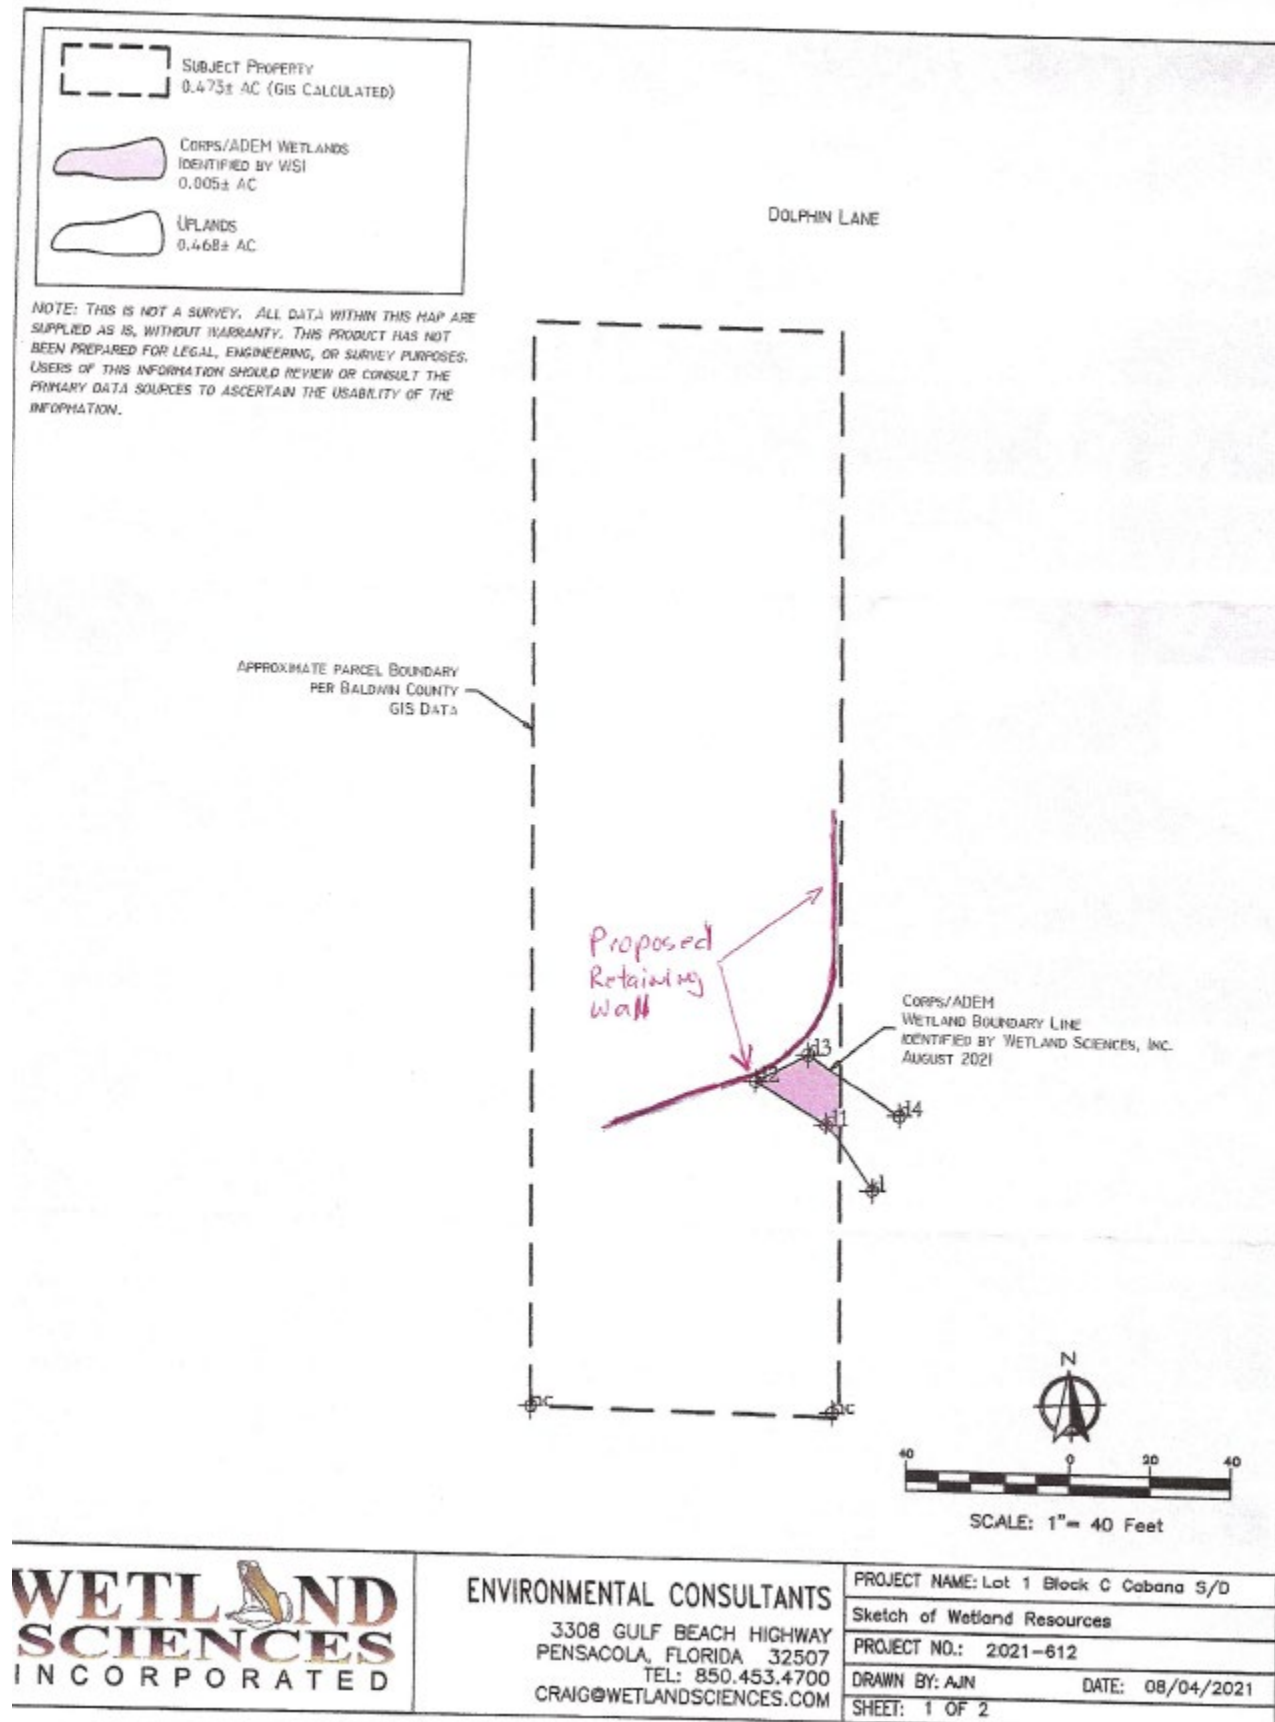 SUBJECT PROPERTY
0.473± AC (GIS CALCULATED)
CORPS/ADEM WETLANDS
IDENTIFIED BY WSI
0.005± AC
UPLANDS
0.468± AC
NOTE: THIS IS NOT A SURVEY. ALL DATA WITHIN THIS MAP ARE
SUPPLIED AS IS, WITHOUT WARRANTY. THIS PRODUCT HAS NOT
BEEN PREPARED FOR LEGAL, ENGINEERING, OR SURVEY PURPOSES.
USERS OF THIS INFORMATION SHOULD REVIEW OR CONSULT THE
PRIMARY DATA SOURCES TO ASCERTAIN THE USABILITY OF THE
INFORMATION.
DOLPHIN LANE
APPROXIMATE PARCEL BOUNDARY
PER BALDWIN COUNTY
GIS DATA
Proposed
Retaining
Wall
CORPS/ADEM
WETLAND BOUNDARY LINE
IDENTIFIED BY WETLAND SCIENCES, INC.
AUGUST 2021
N
40 0 20 40
SCALE: 1"= 40 Feet
WETLAND
SCIENCES
INCORPORATED
ENVIRONMENTAL CONSULTANTS
3308 GULF BEACH HIGHWAY
PENSACOLA, FLORIDA 32507
TEL: 850.453.4700
CRAIG@WETLANDSCIENCES.COM
PROJECT NAME: Lot 1 Block C Cabana S/D
Sketch of Wetland Resources
PROJECT NO.: 2021-612
DRAWN BY: AJN DATE: 08/04/2021
SHEET: 1 OF 2